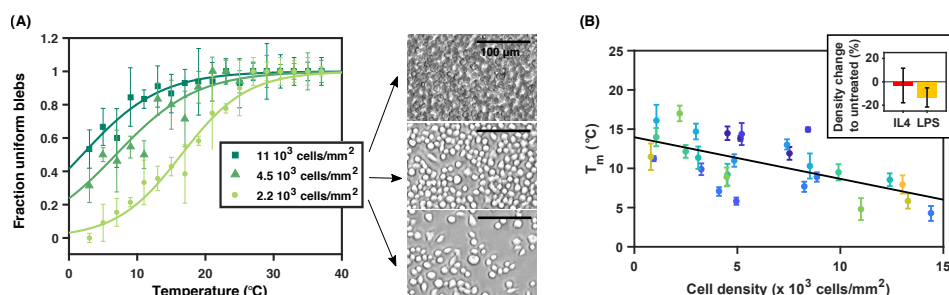 (A)
Fraction uniform blebs
1.2
1
0.8
0.6
0.4
0.2
0
0 10 20 30 40
Temperature (°C)
11 10³ cells/mm²
4.5 10³ cells/mm²
2.2 10³ cells/mm²
100 µm
(B)
Tₘ (°C)
25
20
15
10
5
0
0 5 10 15
Cell density (x 10³ cells/mm²)
Density change
to untreated (%)
20
0
-20
IL4 LPS